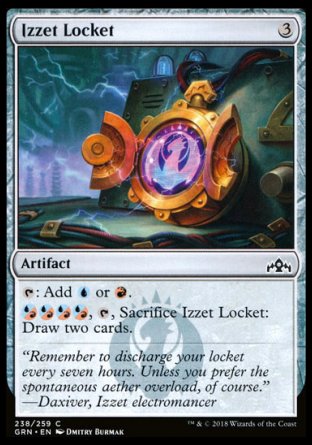 Izzet Locket 3
Artifact
: Add or .
, , Sacrifice Izzet Locket:
Draw two cards.
“Remember to discharge your locket
every seven hours. Unless you prefer the
spontaneous aether overload, of course.”
—Daxiver, Izzet electromancer
238/259 C
GRN • EN Dmitry Burmak
™ & © 2018 Wizards of the Coast